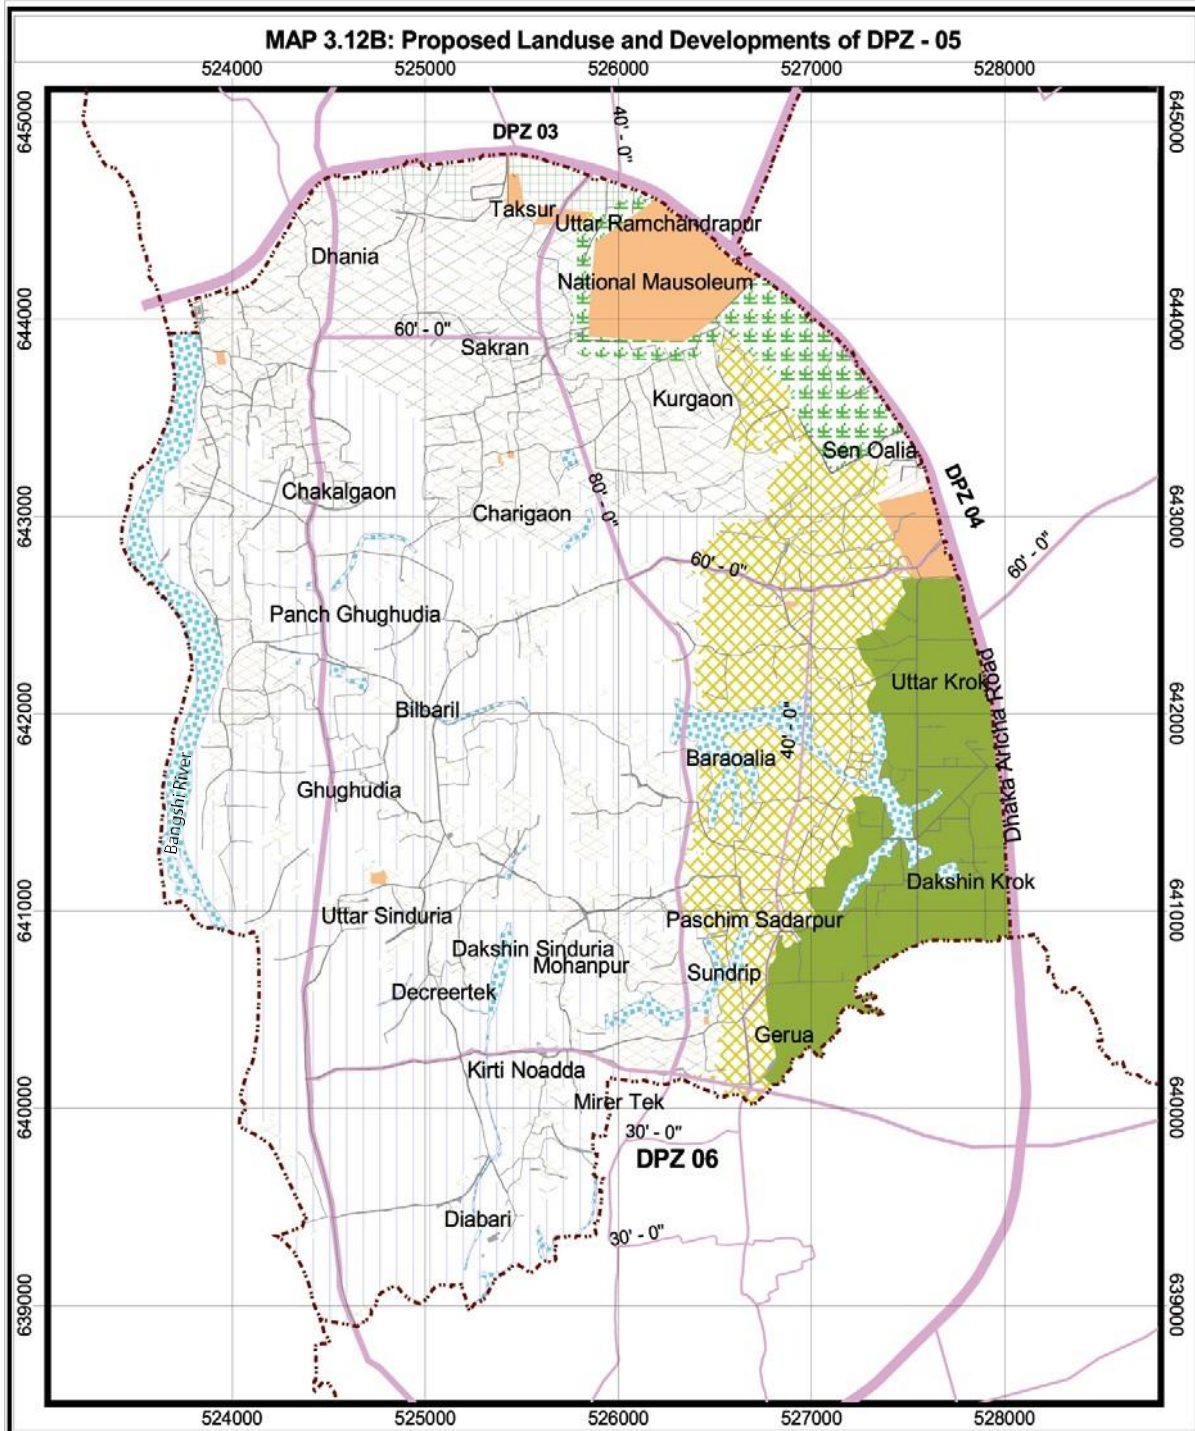 MAP 3.12B: Proposed Landuse and Developments of DPZ - 05
524000 525000 526000 527000 528000
645000
645000
DPZ 03
40' - 0"
Taksur
Uttar Ramchandrapur
Dhania
National Mausoleum
644000
644000
60' - 0"
Sakran
Kurgaon
Sen Oalia
Chakalgaon
80' - 0"
Charigaon
DPZ 04
643000
643000
60' - 0"
60' - 0"
Panch Ghughudia
Uttar Krok
Bilbaril
642000
642000
40' - 0"
Baraoalia
Dhaka Aricha Road
Ghughudia
Bangshi River
Dakshin Krok
641000
641000
Uttar Sinduria
Paschim Sadarpur
Dakshin Sinduria
Mohanpur
Sundrip
Decreertek
Gerua
Kirti Noadda
640000
640000
Mirer Tek
30' - 0"
DPZ 06
Diabari
30' - 0"
639000
639000
524000 525000 526000 527000 528000